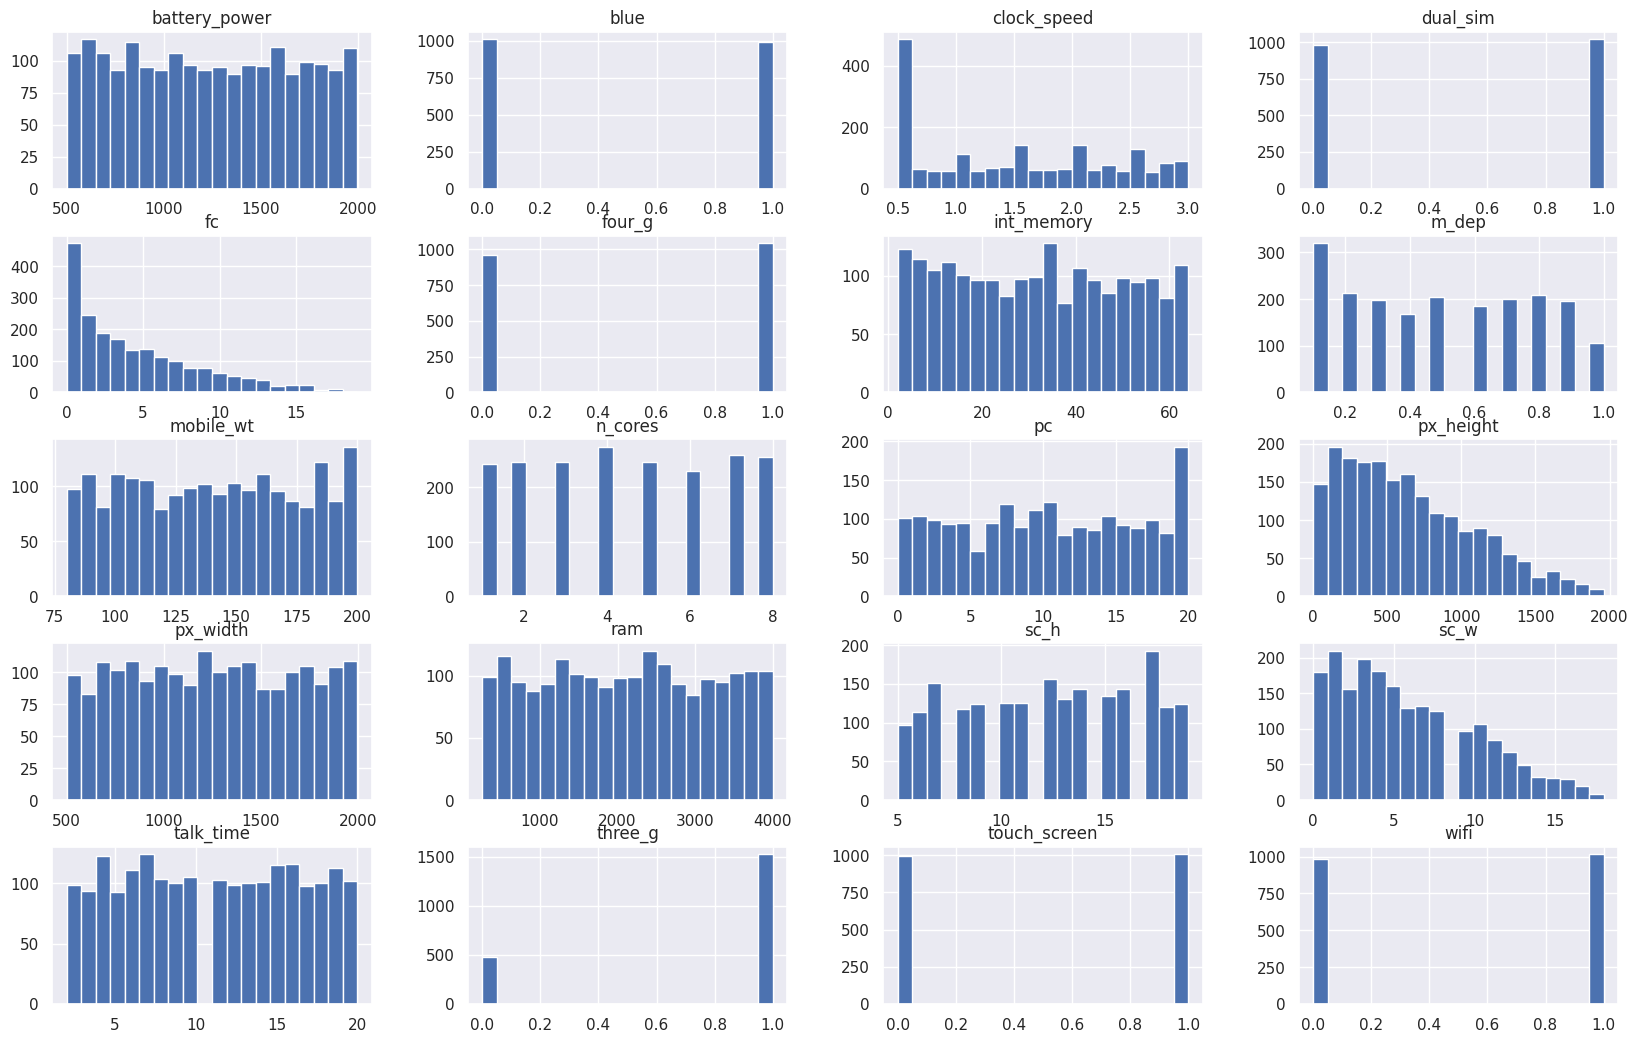 battery_power blue clock_speed dual_sim
100 75 50 25 0
500 1000 1500 2000
1000 750 500 250 0
0.0 0.2 0.4 0.6 0.8 1.0
400 200 0
0.5 1.0 1.5 2.0 2.5 3.0
1000 750 500 250 0
0.0 0.2 0.4 0.6 0.8 1.0
fc four_g int_memory m_dep
400 300 200 100 0
0 5 10 15
1000 750 500 250 0
0.0 0.2 0.4 0.6 0.8 1.0
100 50 0
0 20 40 60
300 200 100 0
0.2 0.4 0.6 0.8 1.0
mobile_wt n_cores pc px_height
100 50 0
75 100 125 150 175 200
200 100 0
2 4 6 8
200 150 100 50 0
0 5 10 15 20
200 150 100 50 0
0 500 1000 1500 2000
px_width ram sc_h sc_w
100 75 50 25 0
500 1000 1500 2000
100 50 0
1000 2000 3000 4000
200 150 100 50 0
5 10 15
200 150 100 50 0
0 5 10 15
talk_time three_g touch_screen wifi
100 50 0
5 10 15 20
1500 1000 500 0
0.0 0.2 0.4 0.6 0.8 1.0
1000 750 500 250 0
0.0 0.2 0.4 0.6 0.8 1.0
1000 750 500 250 0
0.0 0.2 0.4 0.6 0.8 1.0